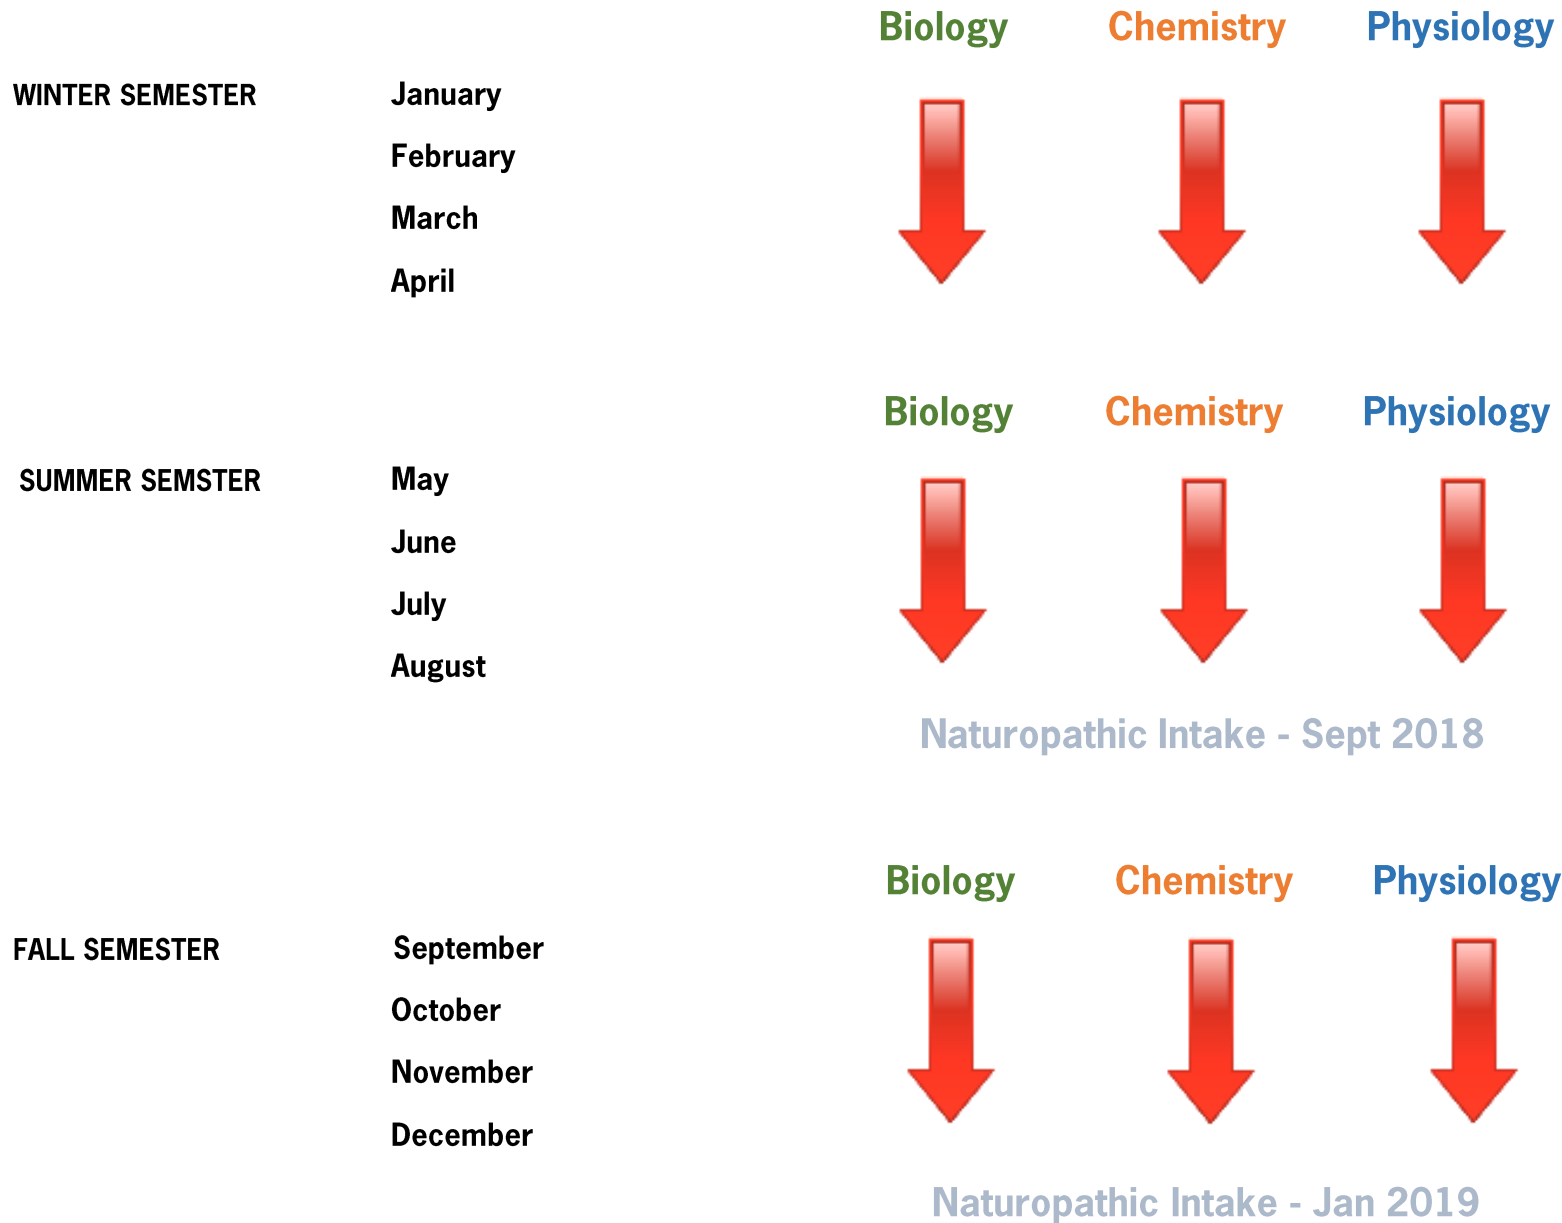 Biology Chemistry Physiology
WINTER SEMESTER January
February
March
April
Biology Chemistry Physiology
SUMMER SEMSTER May
June
July
August
Naturopathic Intake - Sept 2018
Biology Chemistry Physiology
FALL SEMESTER September
October
November
December
Naturopathic Intake - Jan 2019